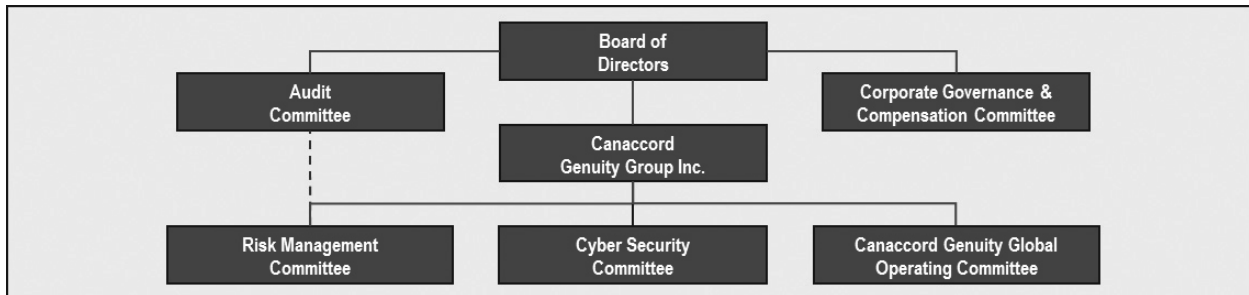 Board of
Directors
Audit
Committee
Corporate Governance &
Compensation Committee
Canaccord
Genuity Group Inc.
Risk Management
Committee
Cyber Security
Committee
Canaccord Genuity Global
Operating Committee